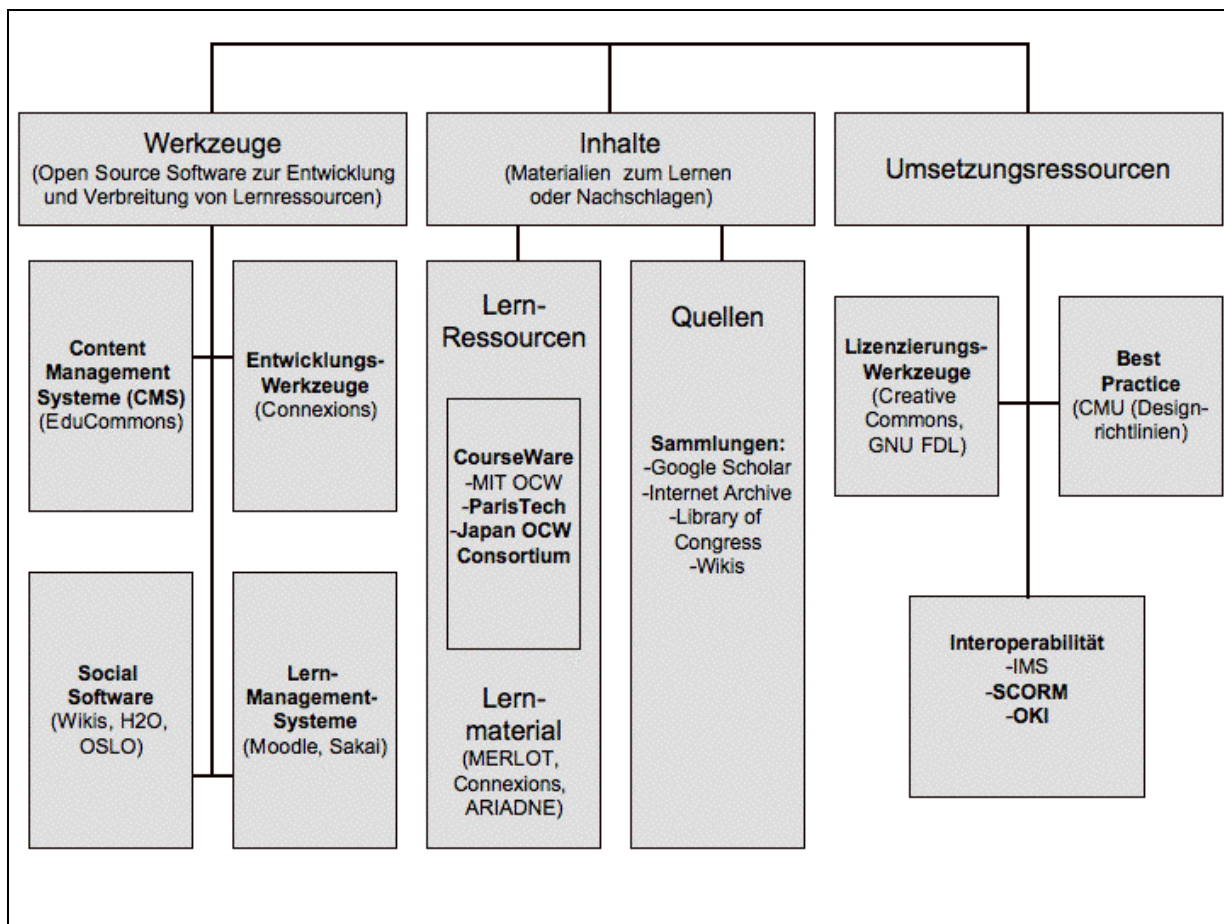 Werkzeuge
(Open Source Software zur Entwicklung
und Verbreitung von Lernressourcen)
Inhalte
(Materialien zum Lernen
oder Nachschlagen)
Umsetzungsressourcen
Content
Management
Systeme (CMS)
(EduCommons)
Entwicklungs-
Werkzeuge
(Connexions)
Social
Software
(Wikis, H2O,
OSLO)
Lern-
Management-
Systeme
(Moodle, Sakai)
Lern-
Ressourcen
CourseWare
-MIT OCW
-ParisTech
-Japan OCW
Consortium
Lern-
material
(MERLOT,
Connexions,
ARIADNE)
Quellen
Sammlungen:
-Google Scholar
-Internet Archive
-Library of
Congress
-Wikis
Lizenzierungs-
Werkzeuge
(Creative
Commons,
GNU FDL)
Best
Practice
(CMU (Design-
richtlinien)
Interoperabilität
-IMS
-SCORM
-OKI